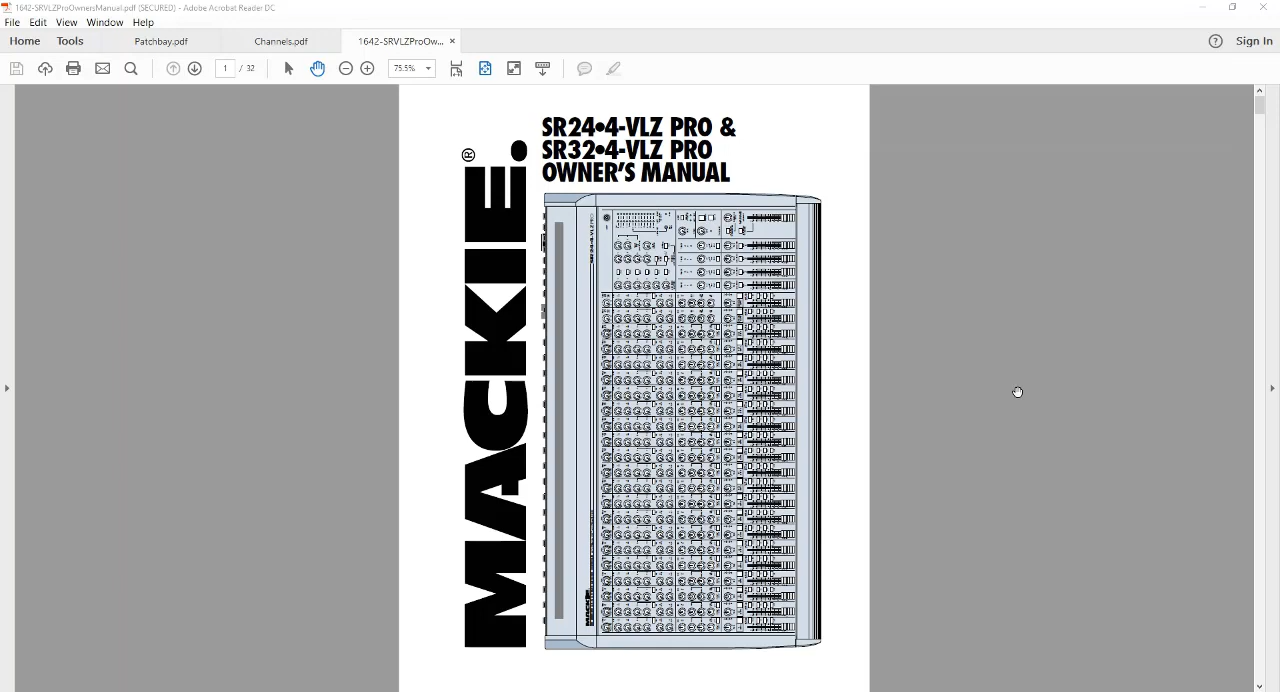 1642-SRVLZProOwnersManual.pdf (SECURED) - Adobe Acrobat Reader DC
File Edit View Window Help
Home Tools Patchbay.pdf Channels.pdf 1642-SRVLZProOw... × ? Sign In
1 / 32 75.5%
SR24•4-VLZ PRO &
SR32•4-VLZ PRO
OWNER'S MANUAL
MACKIE.®